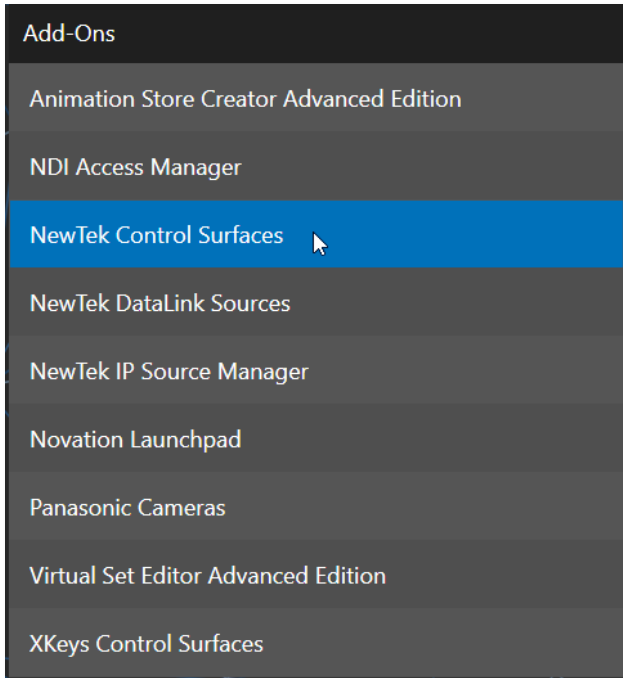 Add-Ons
Animation Store Creator Advanced Edition
NDI Access Manager
NewTek Control Surfaces
NewTek DataLink Sources
NewTek IP Source Manager
Novation Launchpad
Panasonic Cameras
Virtual Set Editor Advanced Edition
XKeys Control Surfaces